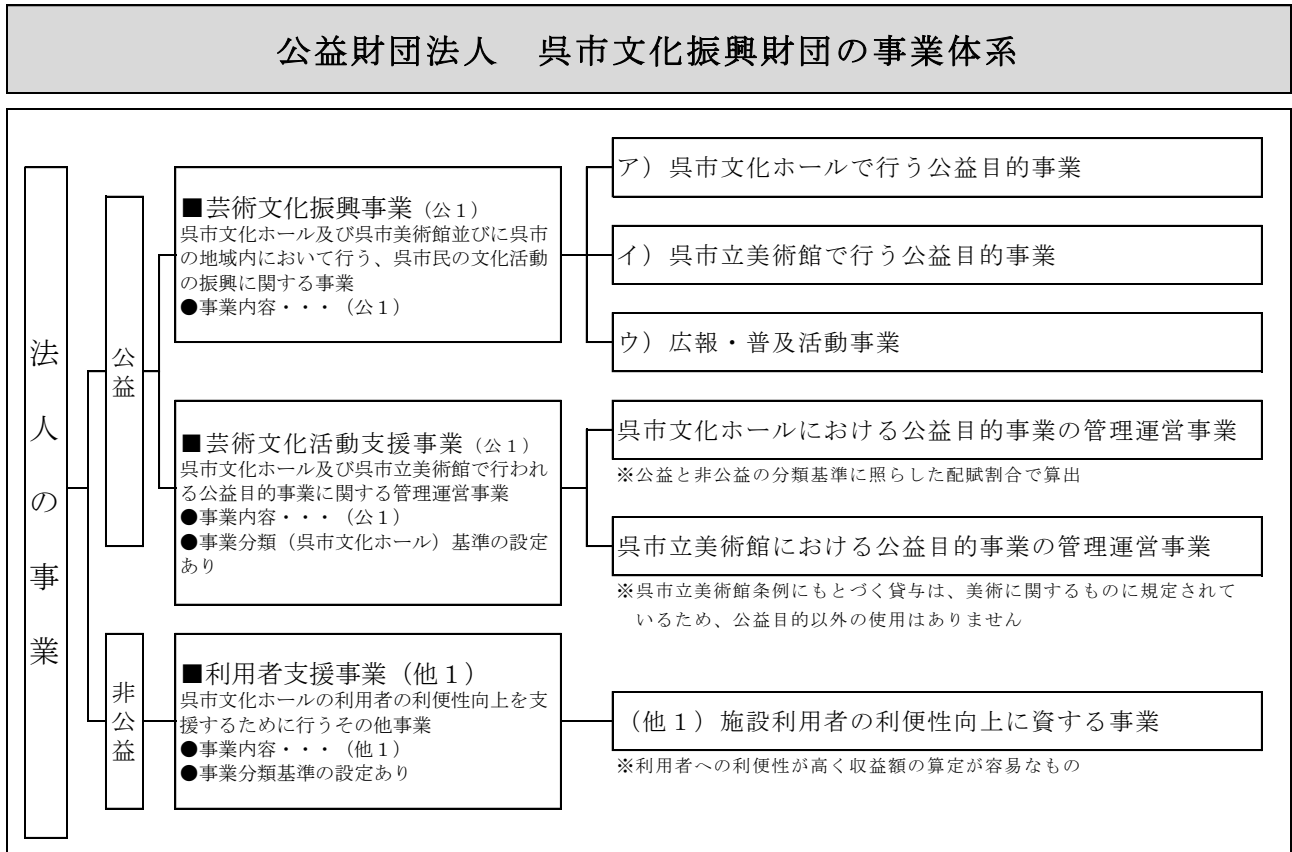 公益財団法人　呉市文化振興財団の事業体系
法人の事業
公益
■芸術文化振興事業（公１）
呉市文化ホール及び呉市美術館並びに呉市
の地域内において行う、呉市民の文化活動
の振興に関する事業
●事業内容・・・（公１）
ア）呉市文化ホールで行う公益目的事業
イ）呉市立美術館で行う公益目的事業
ウ）広報・普及活動事業
■芸術文化活動支援事業（公１）
呉市文化ホール及び呉市立美術館で行われ
る公益目的事業に関する管理運営事業
●事業内容・・・（公１）
●事業分類（呉市文化ホール）基準の設定
あり
呉市文化ホールにおける公益目的事業の管理運営事業
※公益と非公益の分類基準に照らした配賦割合で算出
呉市立美術館における公益目的事業の管理運営事業
※呉市立美術館条例にもとづく貸与は、美術に関するものに規定されて
いるため、公益目的以外の使用はありません
非公益
■利用者支援事業（他１）
呉市文化ホールの利用者の利便性向上を支
援するために行うその他事業
●事業内容・・・（他１）
●事業分類基準の設定あり
（他１）施設利用者の利便性向上に資する事業
※利用者への利便性が高く収益額の算定が容易なもの